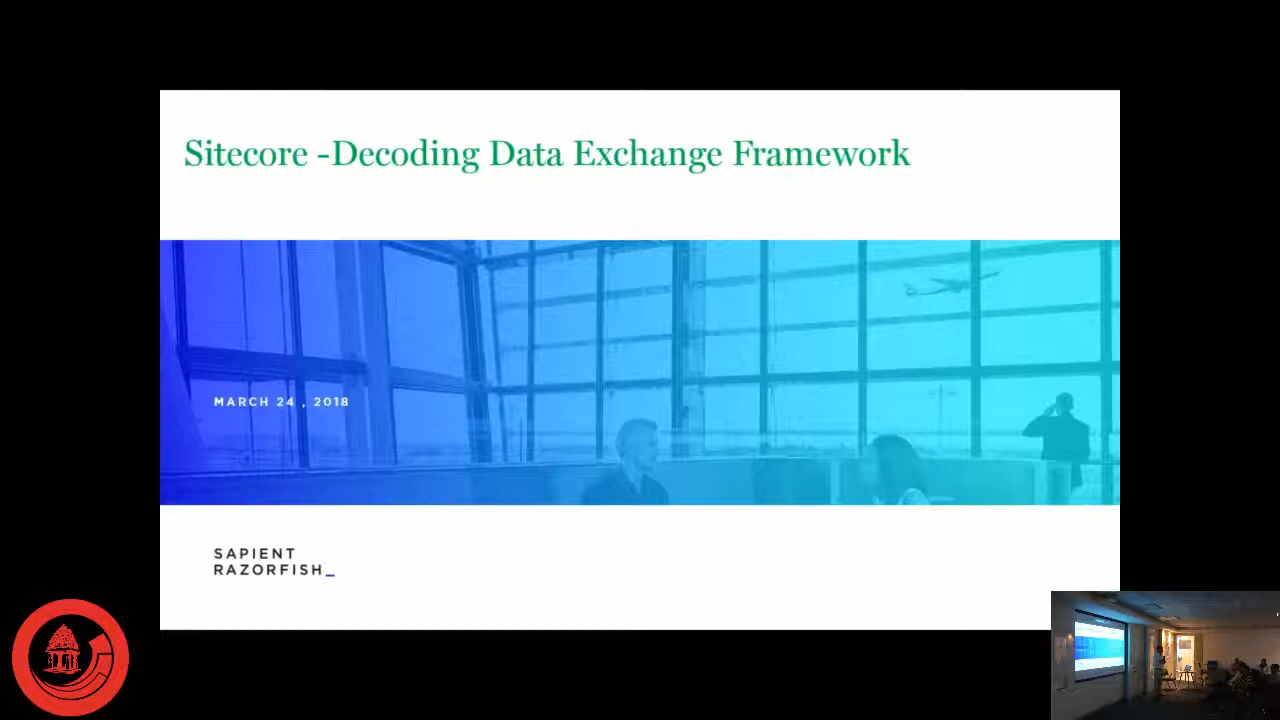 Sitecore -Decoding Data Exchange Framework
MARCH 24 , 2018
SAPIENT
RAZORFISH_